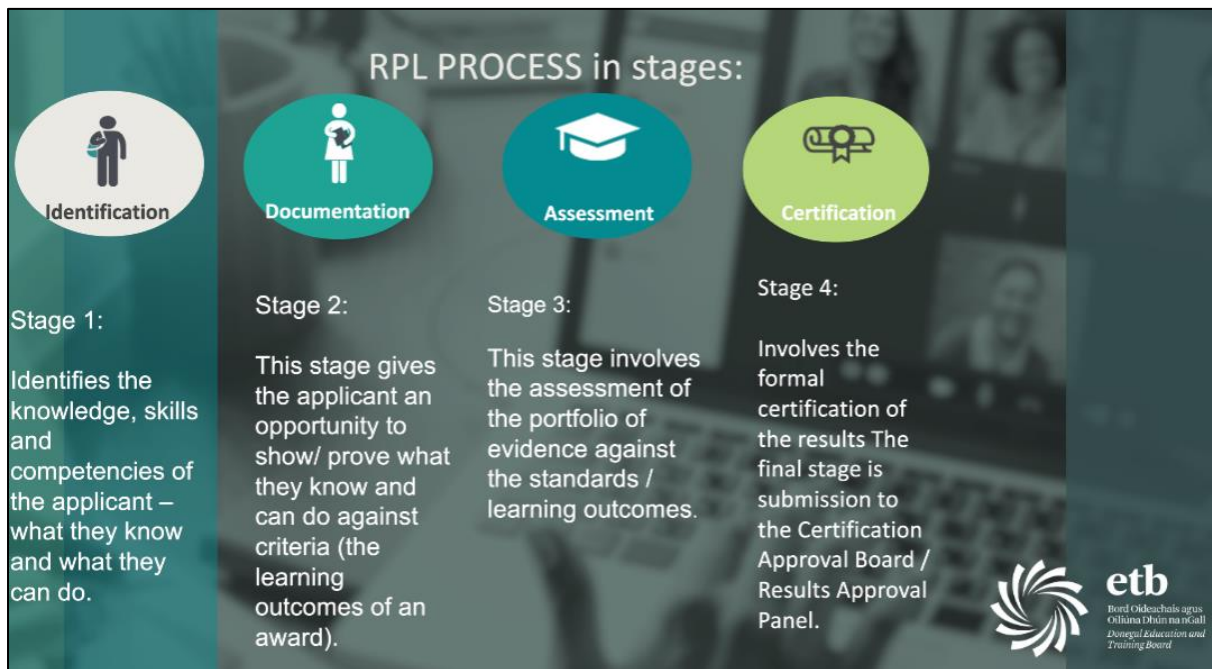 RPL PROCESS in stages:
Identification
Documentation
Assessment
Certification
Stage 1:
Identifies the
knowledge, skills
and
competencies of
the applicant –
what they know
and what they
can do.
Stage 2:
This stage gives
the applicant an
opportunity to
show/ prove what
they know and
can do against
criteria (the
learning
outcomes of an
award).
Stage 3:
This stage involves
the assessment of
the portfolio of
evidence against
the standards /
learning outcomes.
Stage 4:
Involves the
formal
certification of
the results The
final stage is
submission to
the Certification
Approval Board /
Results Approval
Panel.
etb
Bord Oideachais agus
Oiliúna Dhún na nGall
Donegal Education and
Training Board